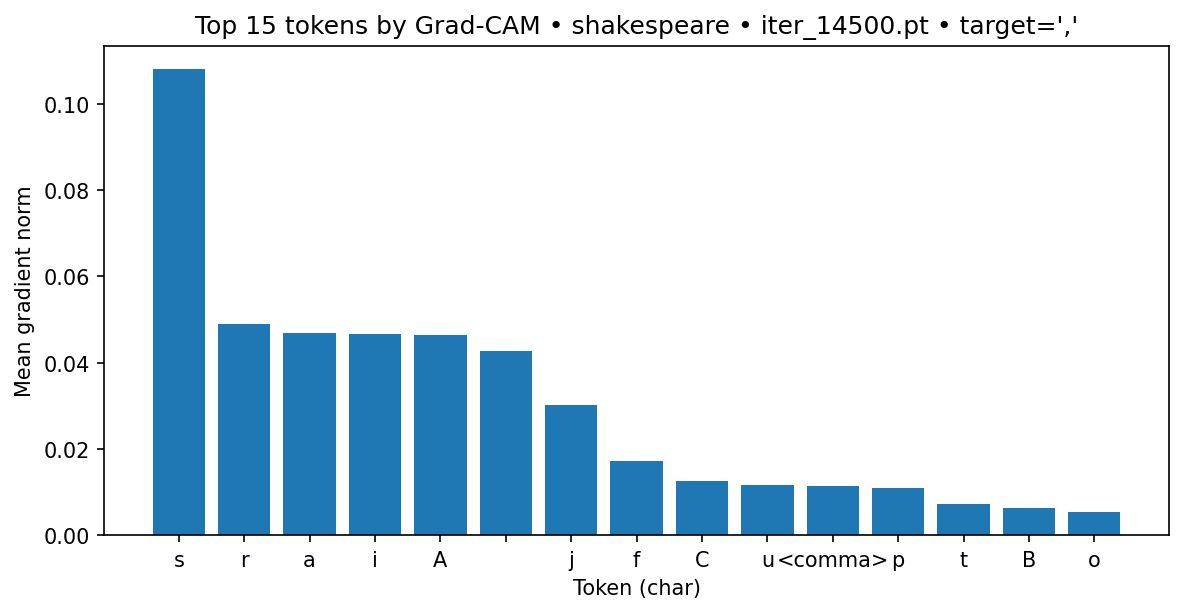 Top 15 tokens by Grad-CAM • shakespeare • iter_14500.pt • target=','
Mean gradient norm
0.10
0.08
0.06
0.04
0.02
0.00
s r a i A j f C u <comma> p t B o
Token (char)